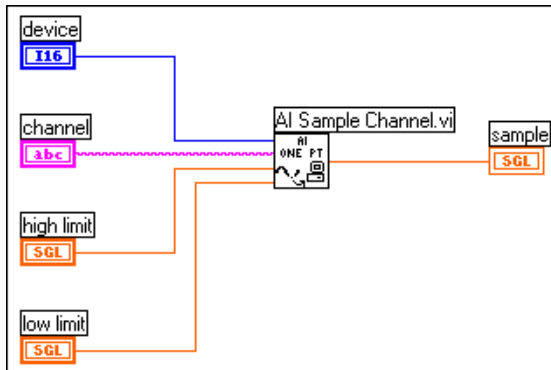 device
I16
channel
abc
high limit
SGL
low limit
SGL
AI Sample Channel.vi
AI
ONE PT
sample
SGL